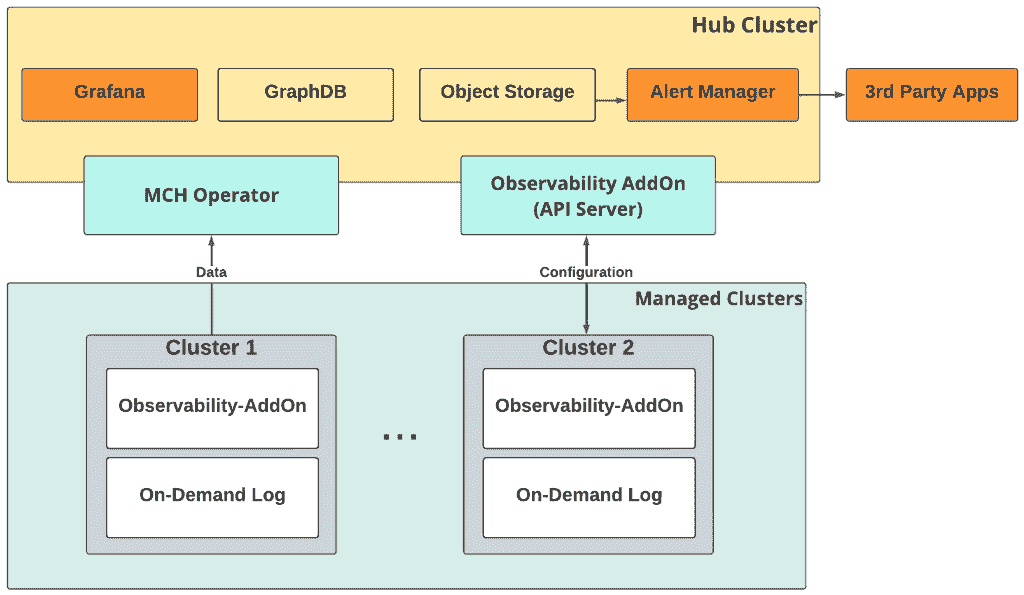 Hub Cluster
Grafana
GraphDB
Object Storage
Alert Manager
3rd Party Apps
MCH Operator
Observability AddOn
(API Server)
Data
Configuration
Managed Clusters
Cluster 1
Cluster 2
Observability-AddOn
Observability-AddOn
...
On-Demand Log
On-Demand Log